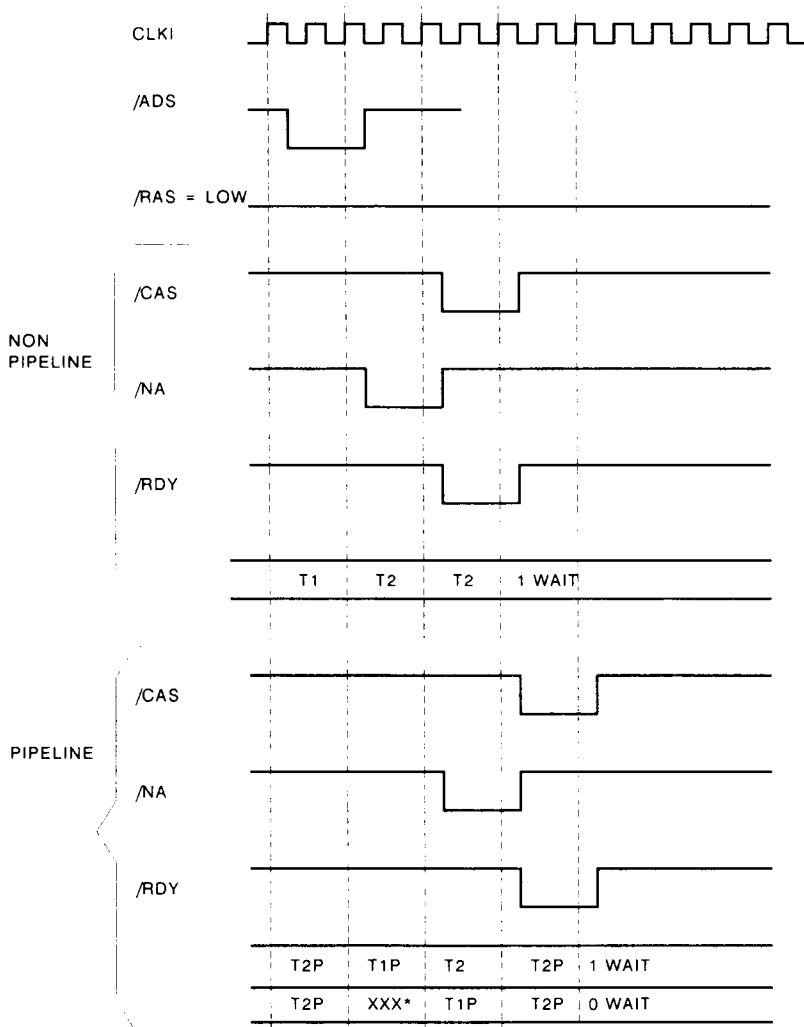 CLKI
/ADS
/RAS = LOW
/CAS
NON
PIPELINE
/NA
/RDY
T1 T2 T2 1 WAIT
/CAS
PIPELINE
/NA
/RDY
T2P T1P T2 T2P 1 WAIT
T2P XXX* T1P T2P 0 WAIT